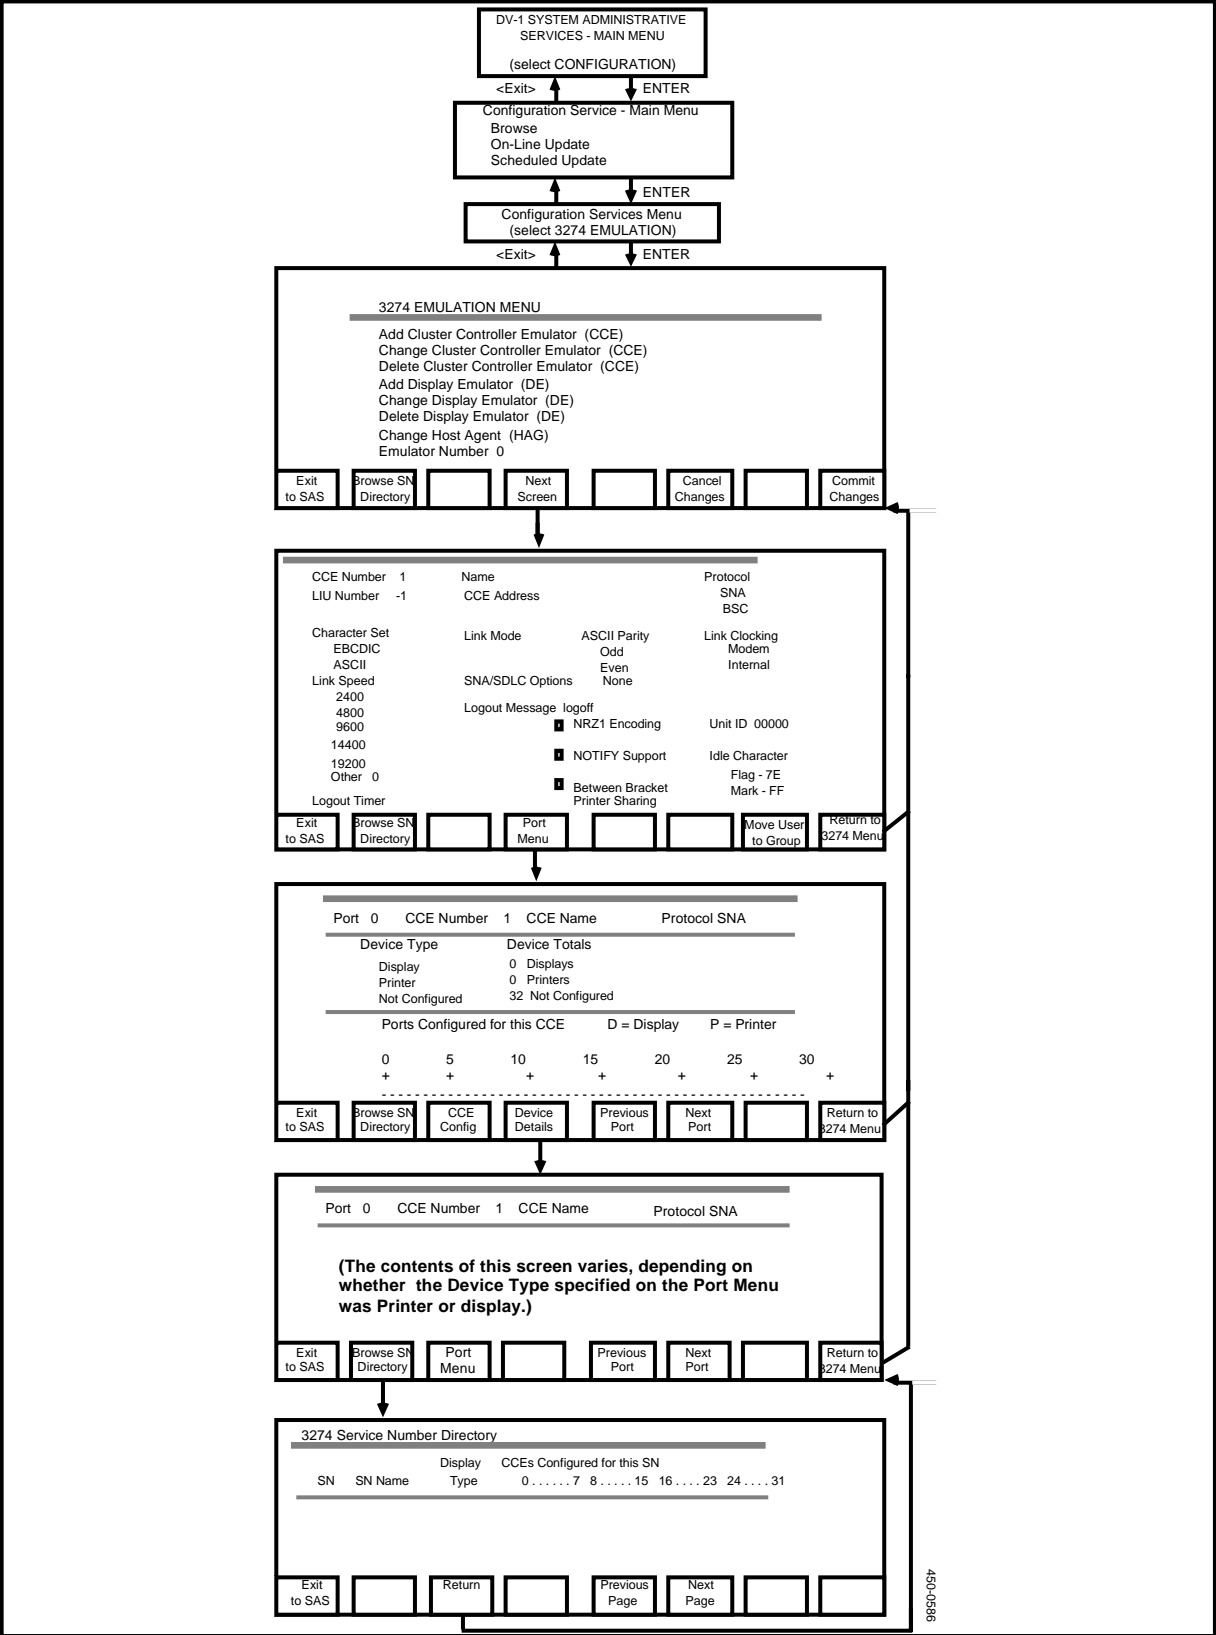 DV-1 SYSTEM ADMINISTRATIVE
SERVICES - MAIN MENU
(select CONFIGURATION)
<Exit> ENTER
Configuration Service - Main Menu
Browse
On-Line Update
Scheduled Update
ENTER
Configuration Services Menu
(select 3274 EMULATION)
<Exit> ENTER
3274 EMULATION MENU
Add Cluster Controller Emulator (CCE)
Change Cluster Controller Emulator (CCE)
Delete Cluster Controller Emulator (CCE)
Add Display Emulator (DE)
Change Display Emulator (DE)
Delete Display Emulator (DE)
Change Host Agent (HAG)
Emulator Number 0
Exit Browse SN Next Cancel Commit
to SAS Directory Screen Changes Changes
CCE Number 1 Name Protocol
LIU Number -1 CCE Address SNA
BSC
Character Set Link Mode ASCII Parity Link Clocking
EBCDIC Odd Modem
ASCII Even Internal
Link Speed SNA/SDLC Options None
2400
4800 Logout Message logoff
9600 NRZ1 Encoding Unit ID 00000
14400 NOTIFY Support Idle Character
19200 Flag - 7E
Other 0 Between Bracket Mark - FF
Logout Timer Printer Sharing
Exit Browse SN Port Move User Return to
to SAS Directory Menu to Group 3274 Menu
Port 0 CCE Number 1 CCE Name Protocol SNA
Device Type Device Totals
Display 0 Displays
Printer 0 Printers
Not Configured 32 Not Configured
Ports Configured for this CCE D = Display P = Printer
0 5 10 15 20 25 30
+ + + + + + +
- - - - - - - - - - - - - - - - - - - - - - - - - - - - - - - - - - - - - - - - - - - - - - - - - - - -
Exit Browse SN CCE Device Previous Next Return to
to SAS Directory Config Details Port Port 3274 Menu
Port 0 CCE Number 1 CCE Name Protocol SNA
(The contents of this screen varies, depending on
whether the Device Type specified on the Port Menu
was Printer or display.)
Exit Browse SN Port Previous Next Return to
to SAS Directory Menu Port Port 3274 Menu
3274 Service Number Directory
Display CCEs Configured for this SN
SN SN Name Type 0 . . . . . . 7 8 . . . . . 15 16 . . . . 23 24 . . . . 31
Exit Return Previous Next
to SAS Page Page
450-0586